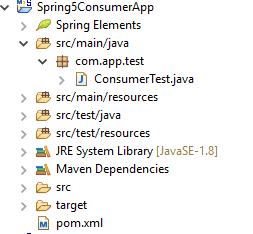 Spring5ConsumerApp
Spring Elements
src/main/java
com.app.test
ConsumerTest.java
src/main/resources
src/test/java
src/test/resources
JRE System Library [JavaSE-1.8]
Maven Dependencies
src
target
pom.xml